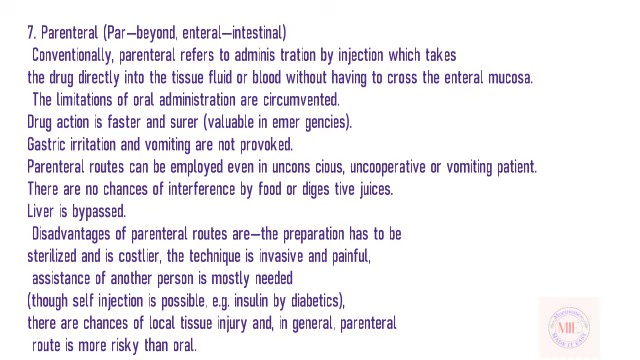 7. Parenteral (Par—beyond, enteral—intestinal)
Conventionally, parenteral refers to adminis tration by injection which takes
the drug directly into the tissue fluid or blood without having to cross the enteral mucosa.
The limitations of oral administration are circumvented.
Drug action is faster and surer (valuable in emer gencies).
Gastric irritation and vomiting are not provoked.
Parenteral routes can be employed even in uncons cious, uncooperative or vomiting patient.
There are no chances of interference by food or diges tive juices.
Liver is bypassed.
Disadvantages of parenteral routes are—the preparation has to be
sterilized and is costlier, the technique is invasive and painful,
assistance of another person is mostly needed
(though self injection is possible, e.g. insulin by diabetics),
there are chances of local tissue injury and, in general, parenteral
route is more risky than oral.
MIE
MADE IT EASY